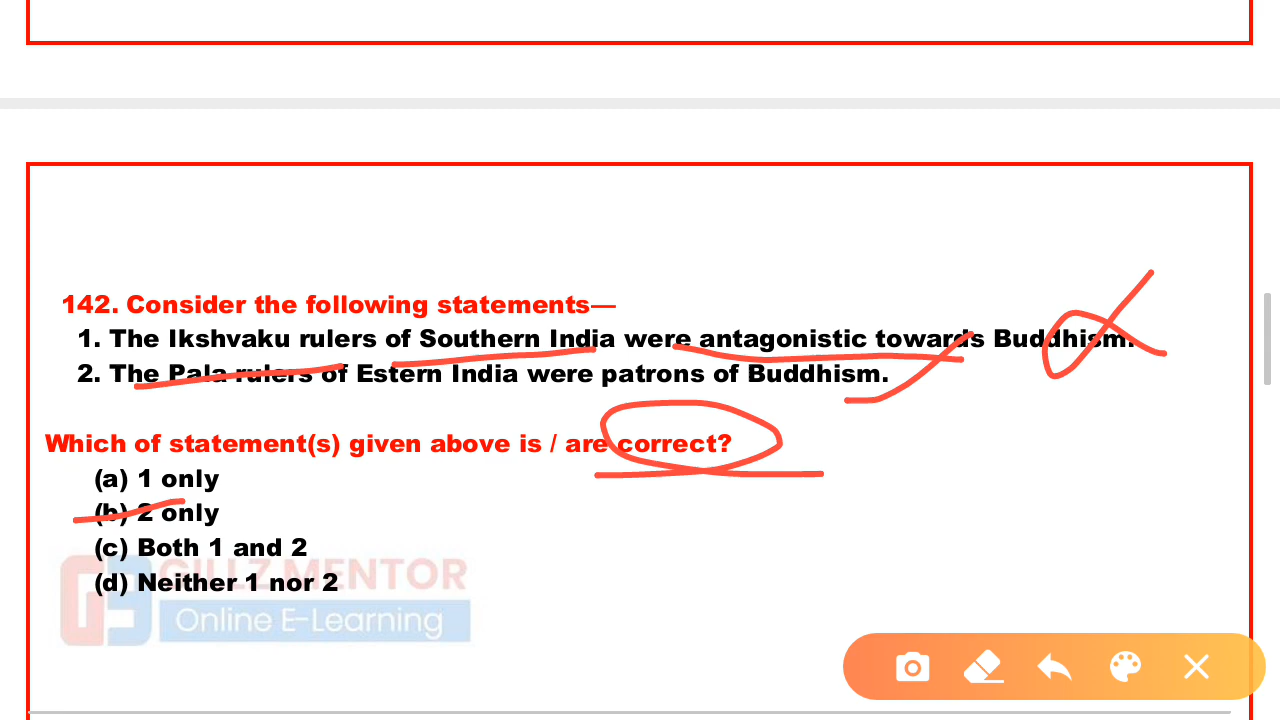 142. Consider the following statements—
1. The Ikshvaku rulers of Southern India were antagonistic towards Buddhism.
2. The Pala rulers of Estern India were patrons of Buddhism.
Which of statement(s) given above is / are correct?
(a) 1 only
(b) 2 only
(c) Both 1 and 2
(d) Neither 1 nor 2
GILLZ MENTOR
Online E-Learning